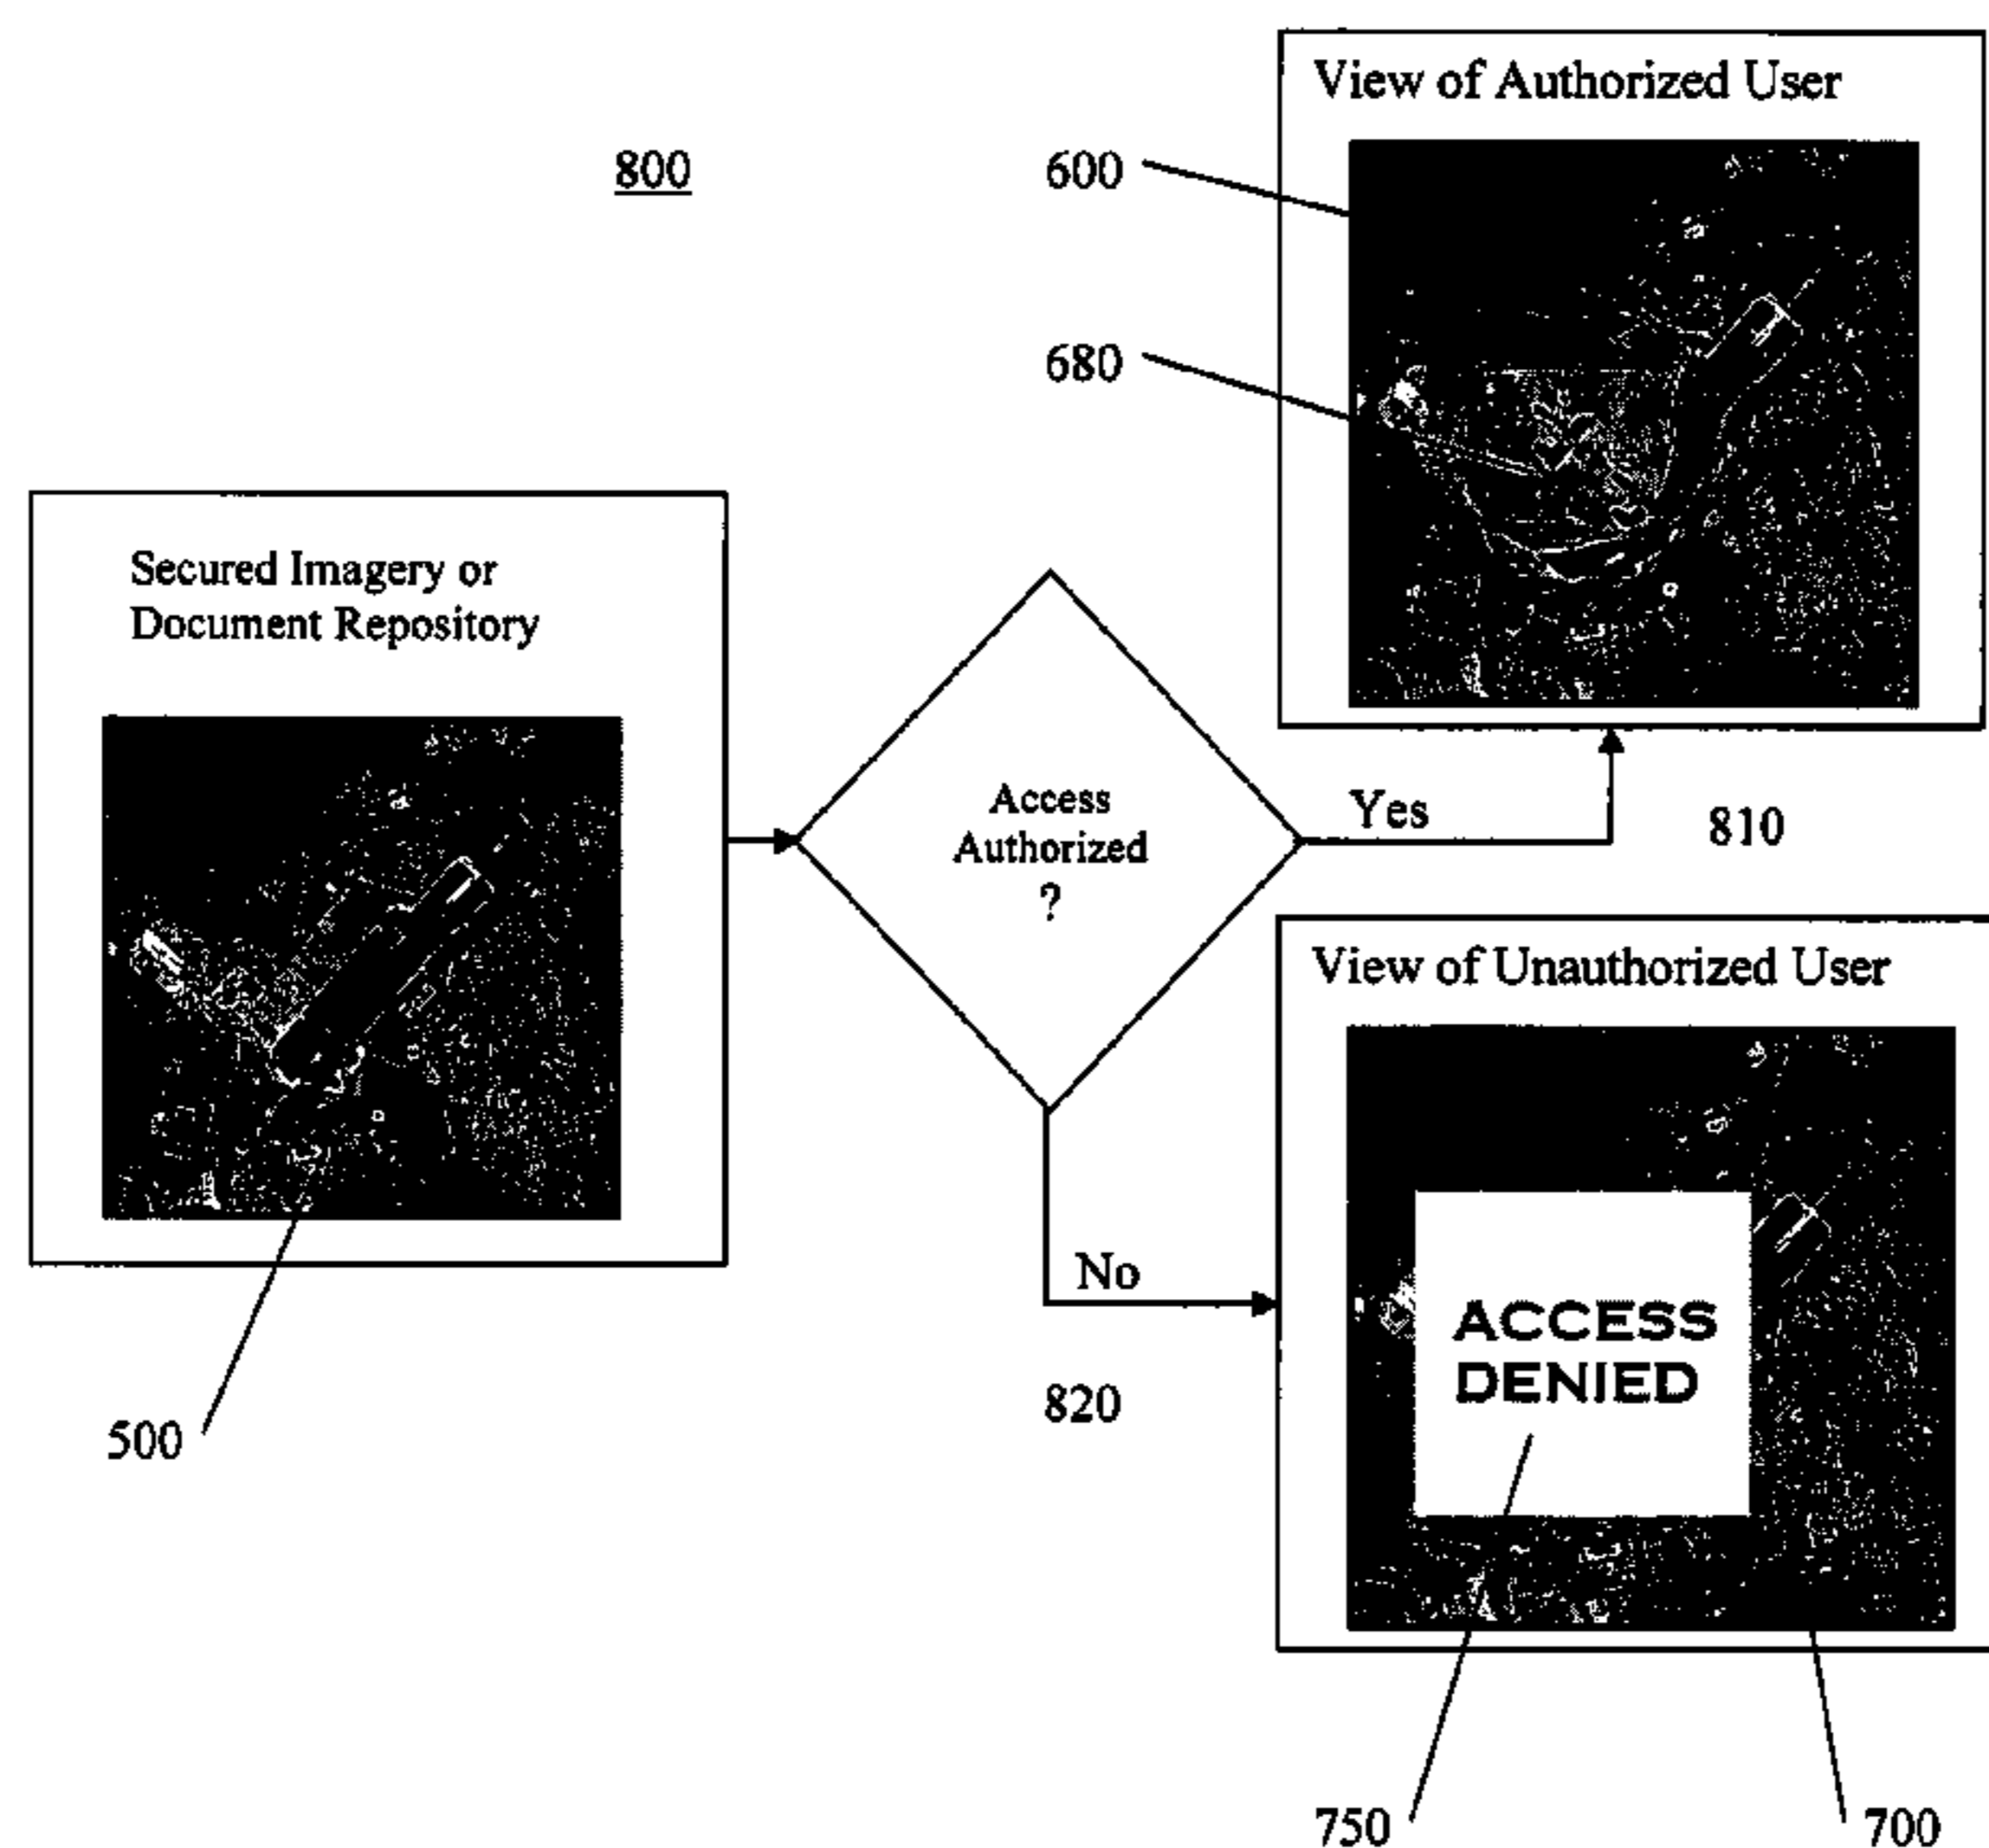 800
View of Authorized User
600
680
Secured Imagery or
Document Repository
Access
Authorized
?
Yes
810
View of Unauthorized User
No
ACCESS
DENIED
820
500
750
700